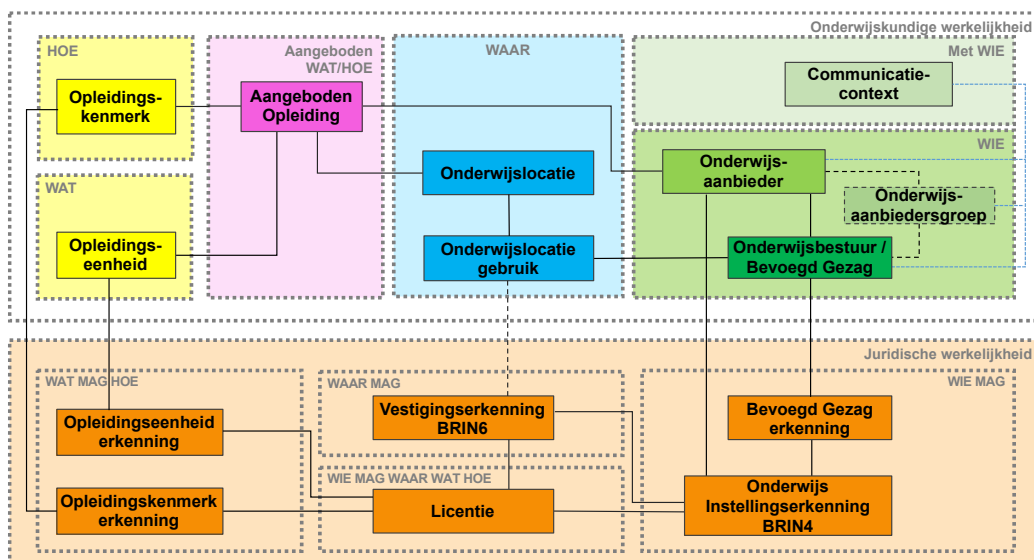 Onderwijskundige werkelijkheid
HOE
Opleidings-
kenmerk
Aangeboden
WAT/HOE
Aangeboden
Opleiding
WAAR
Met WIE
Communicatie-
context
WIE
Onderwijs-
aanbieder
Onderwijs-
aanbiedersgroep
Onderwijsbestuur /
Bevoegd Gezag
Onderwijslocatie
Onderwijslocatie
gebruik
WAT
Opleidings-
eenheid
Juridische werkelijkheid
WAT MAG HOE
Opleidingseenheid
erkenning
Opleidingskenmerk
erkenning
WAAR MAG
Vestigingserkenning
BRIN6
WIE MAG WAAR WAT HOE
Licentie
WIE MAG
Bevoegd Gezag
erkenning
Onderwijs
Instellingserkenning
BRIN4